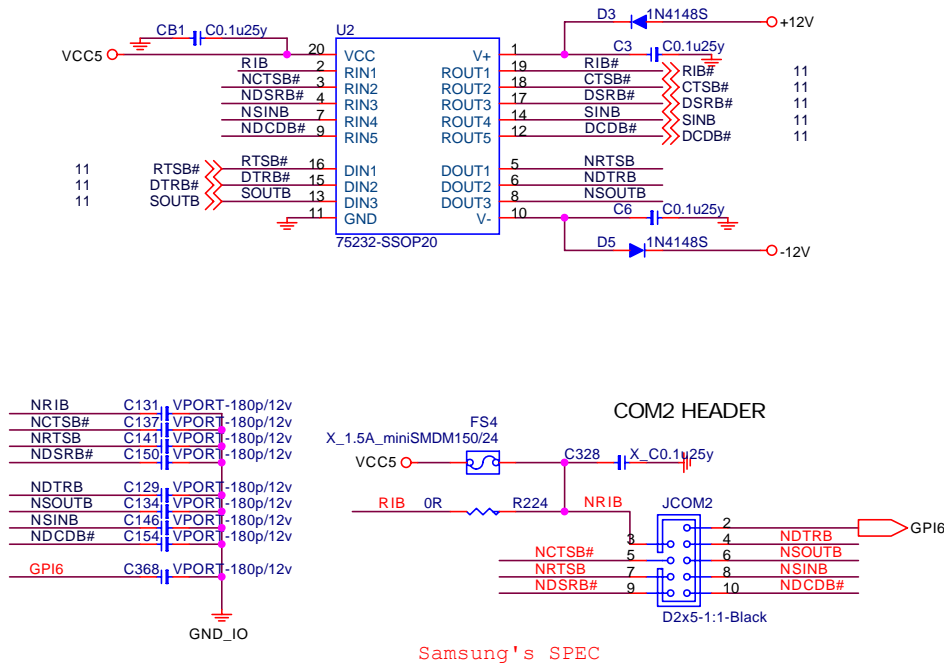 D3 1N4148S +12V
CB1 C0.1u25y U2
C3 C0.1u25y
VCC5 20 VCC V+ 1
RIB 2 RIN1 ROUT1 19 RIB# RIB# 11
NCTSB# 3 RIN2 ROUT2 18 CTSB# CTSB# 11
NDSRB# 4 RIN3 ROUT3 17 DSRB# DSRB# 11
NSINB 7 RIN4 ROUT4 14 SINB SINB 11
NDCDB# 9 RIN5 ROUT5 12 DCDB# DCDB# 11
11 RTSB# RTSB# 16 DIN1 DOUT1 5 NRTSB
11 DTRB# DTRB# 15 DIN2 DOUT2 6 NDTRB
11 SOUTB SOUTB 13 DIN3 DOUT3 8 NSOUTB
11 GND V- 10 C6 C0.1u25y
75232-SSOP20 D5 1N4148S -12V
NRIB C131 VPORT-180p/12v
NCTSB# C137 VPORT-180p/12v
NRTSB C141 VPORT-180p/12v
NDSRB# C150 VPORT-180p/12v
NDTRB C129 VPORT-180p/12v
NSOUTB C134 VPORT-180p/12v
NSINB C146 VPORT-180p/12v
NDCDB# C154 VPORT-180p/12v
GPI6 C368 VPORT-180p/12v
GND_IO
COM2 HEADER
FS4
X_1.5A_miniSMDM150/24
VCC5 C328 X_C0.1u25y
RIB 0R R224 NRIB JCOM2
2 GPI6
3 4 NDTRB
NCTSB# 5 6 NSOUTB
NRTSB 7 8 NSINB
NDSRB# 9 10 NDCDB#
D2x5-1:1-Black
Samsung's SPEC